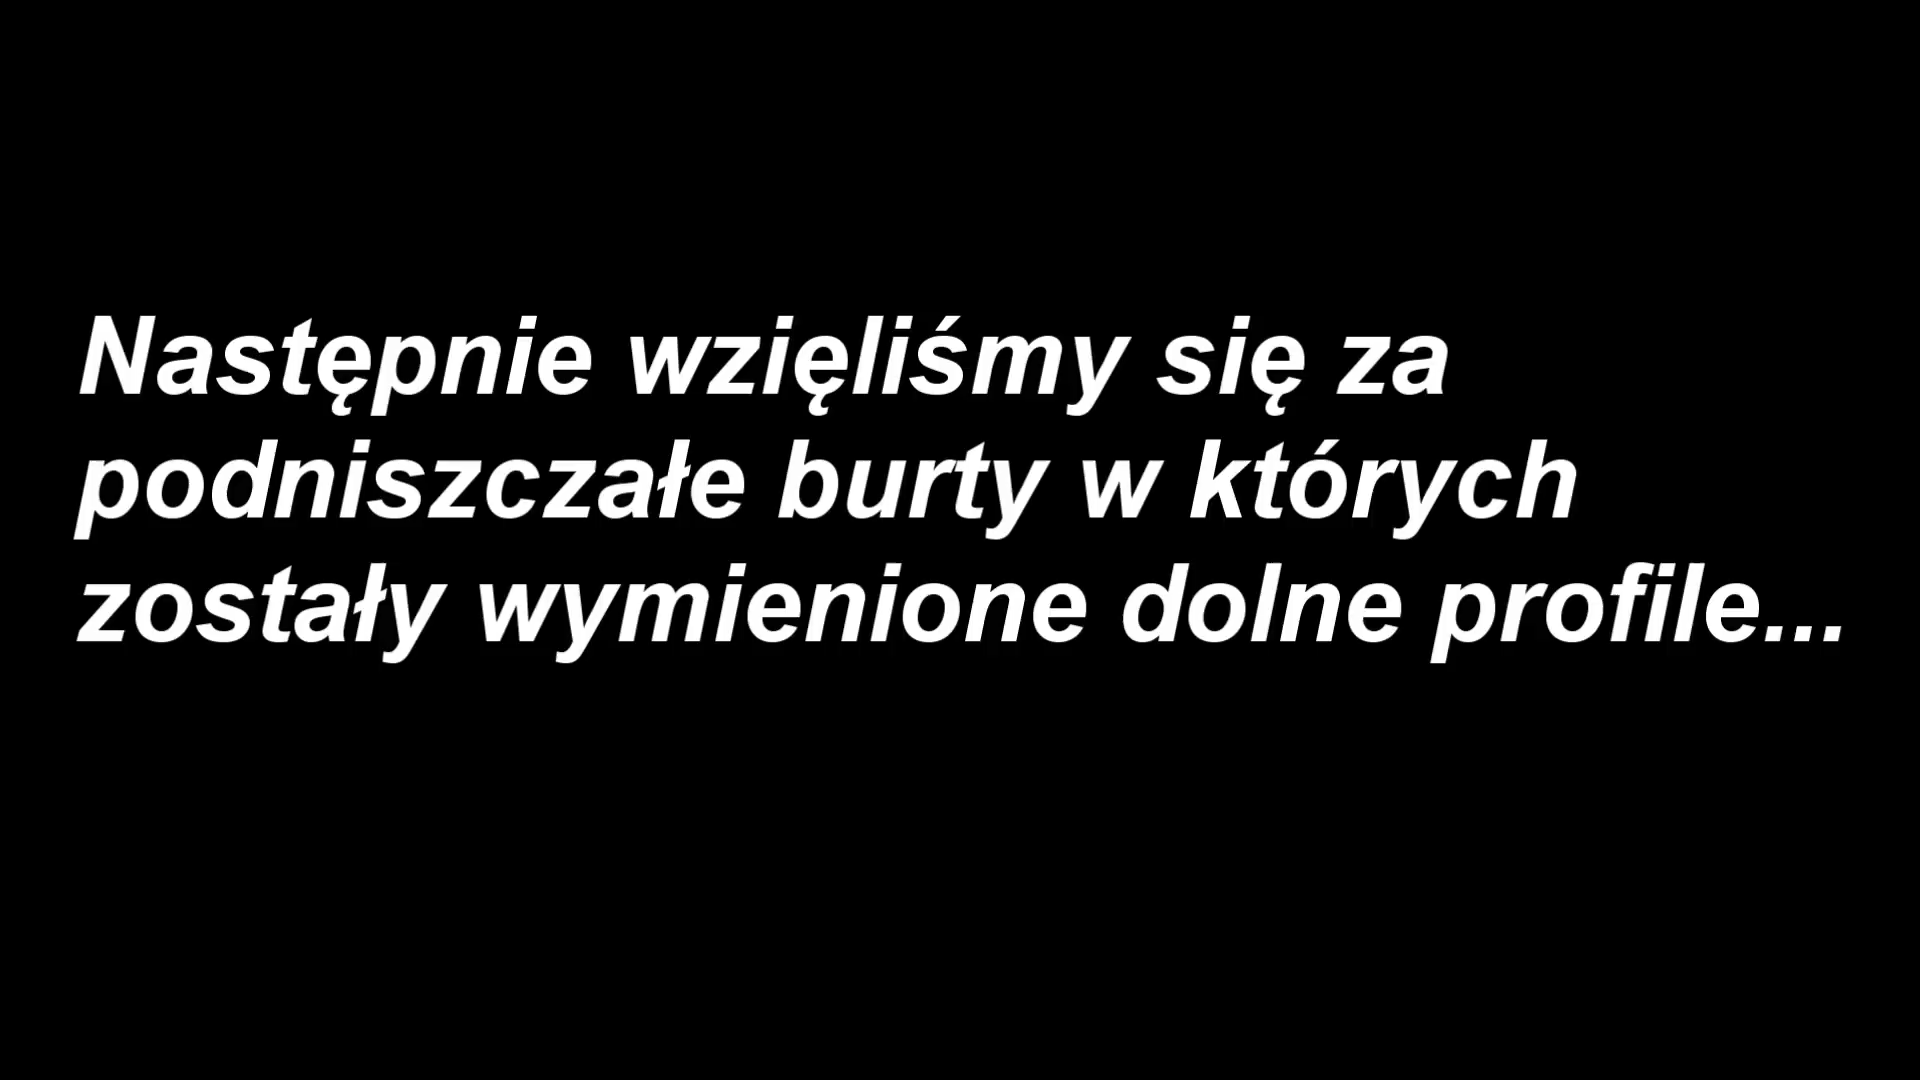 Następnie wzięliśmy się za
podniszczałe burty w których
zostały wymienione dolne profile...